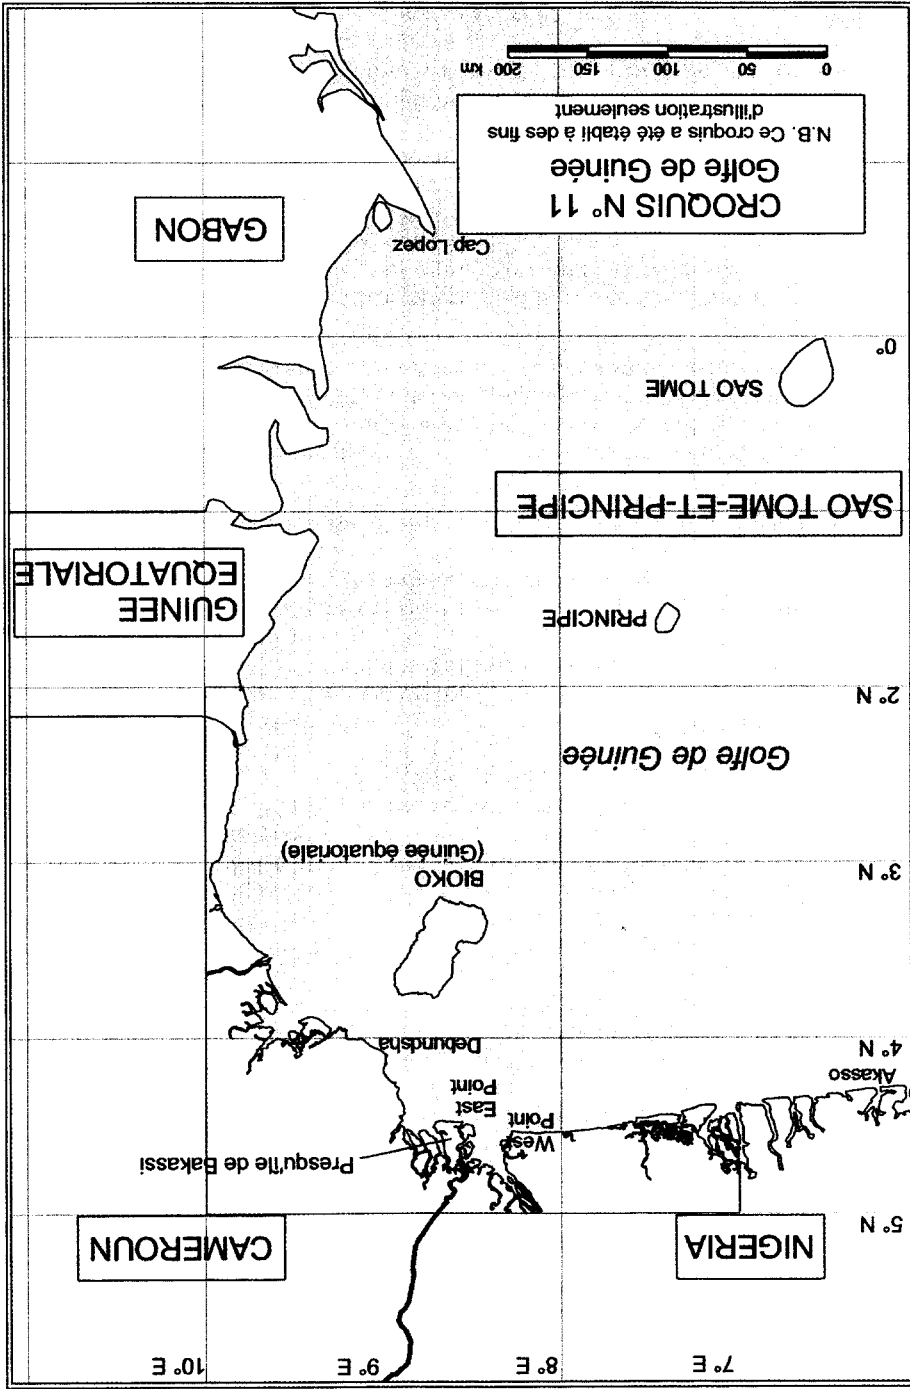 7° E
8° E
9° E
10° E
NIGERIA
CAMEROUN
5° N
Presqu'île de Bakassi
West
Point
East
Point
Akasso
4° N
Debundsha
BIOKO
(Guinée équatoriale)
3° N
Golfe de Guinée
2° N
PRINCIPE
GUINEE
EQUATORIALE
SAO TOME-ET-PRINCIPE
SAO TOME
0°
Cap Lopez
GABON
CROQUIS N° 11
Golfe de Guinée
N.B. Ce croquis a été établi à des fins
d'illustration seulement
0 50 100 150 200 km